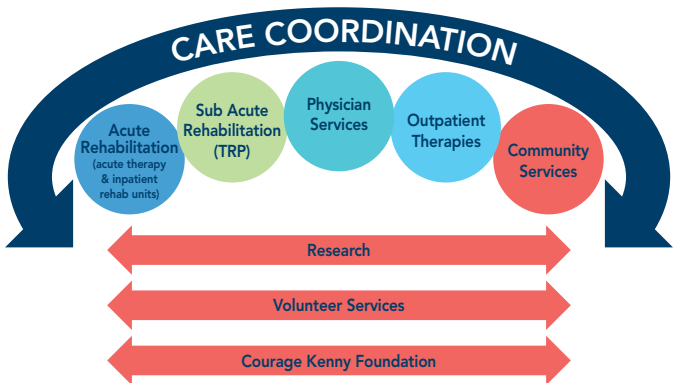 CARE COORDINATION
Acute
Rehabilitation
(acute therapy
& inpatient
rehab units)
Sub Acute
Rehabilitation
(TRP)
Physician
Services
Outpatient
Therapies
Community
Services
Research
Volunteer Services
Courage Kenny Foundation